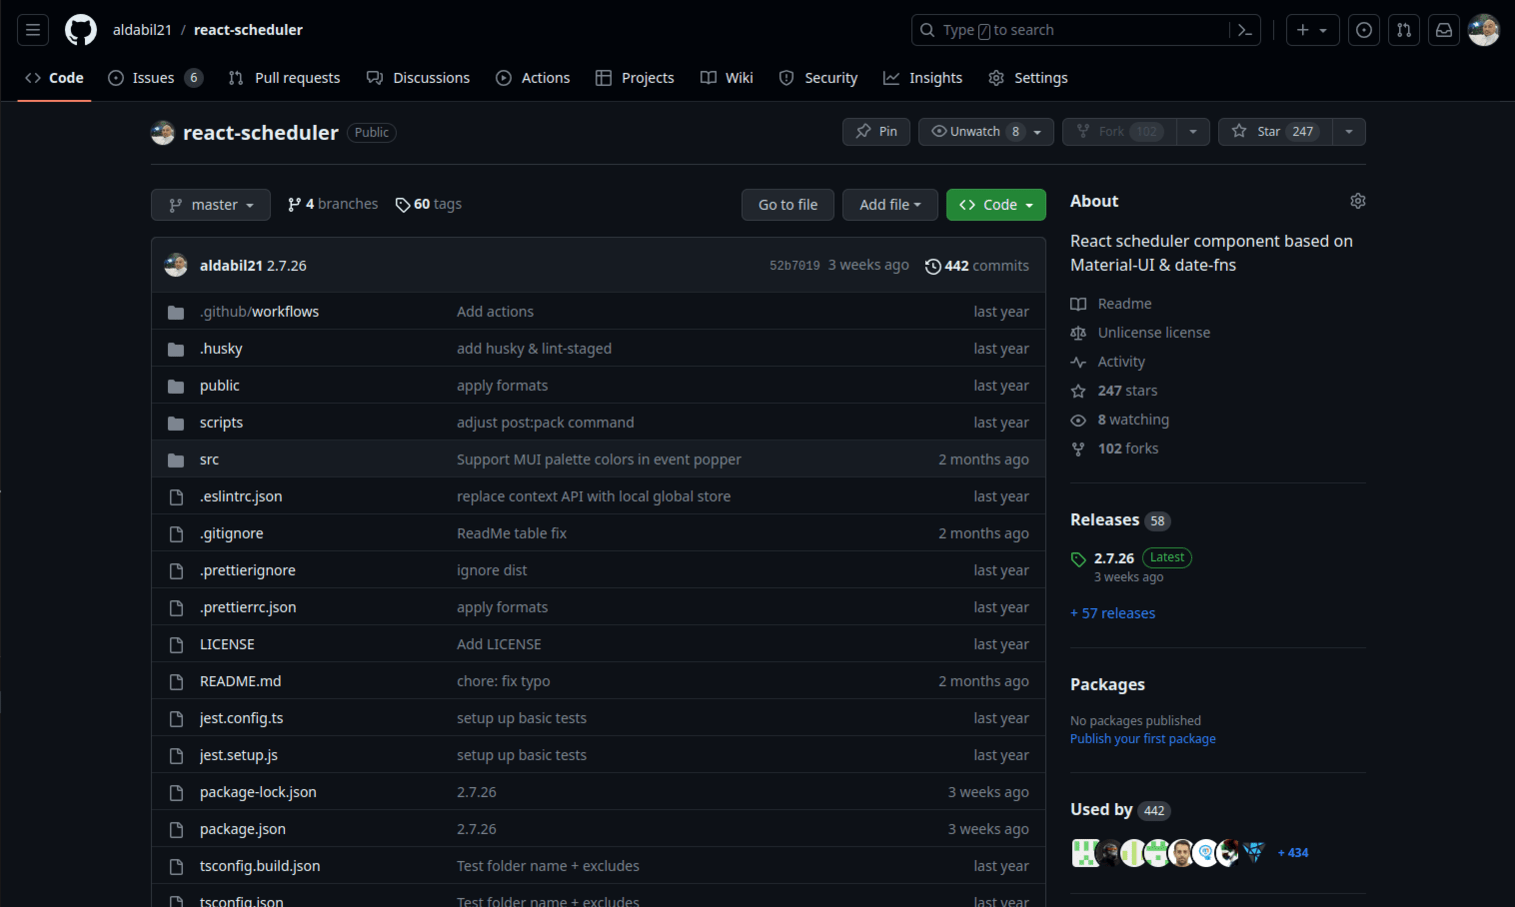 aldabil21 / react-scheduler
Type / to search
Code
Issues 6
Pull requests
Discussions
Actions
Projects
Wiki
Security
Insights
Settings
react-scheduler Public
Pin
Unwatch 8
Fork 102
Star 247
master
4 branches
60 tags
Go to file
Add file
Code
aldabil21 2.7.26 52b7019 3 weeks ago 442 commits
.github/workflows Add actions last year
.husky add husky & lint-staged last year
public apply formats last year
scripts adjust post:pack command last year
src Support MUI palette colors in event popper 2 months ago
.eslintrc.json replace context API with local global store last year
.gitignore ReadMe table fix 2 months ago
.prettierignore ignore dist last year
.prettierrc.json apply formats last year
LICENSE Add LICENSE last year
README.md chore: fix typo 2 months ago
jest.config.ts setup up basic tests last year
jest.setup.js setup up basic tests last year
package-lock.json 2.7.26 3 weeks ago
package.json 2.7.26 3 weeks ago
tsconfig.build.json Test folder name + excludes last year
tsconfig.json Test folder name + excludes last year
About
React scheduler component based on
Material-UI & date-fns
Readme
Unlicense license
Activity
247 stars
8 watching
102 forks
Releases 58
2.7.26 Latest
3 weeks ago
+ 57 releases
Packages
No packages published
Publish your first package
Used by 442
+ 434